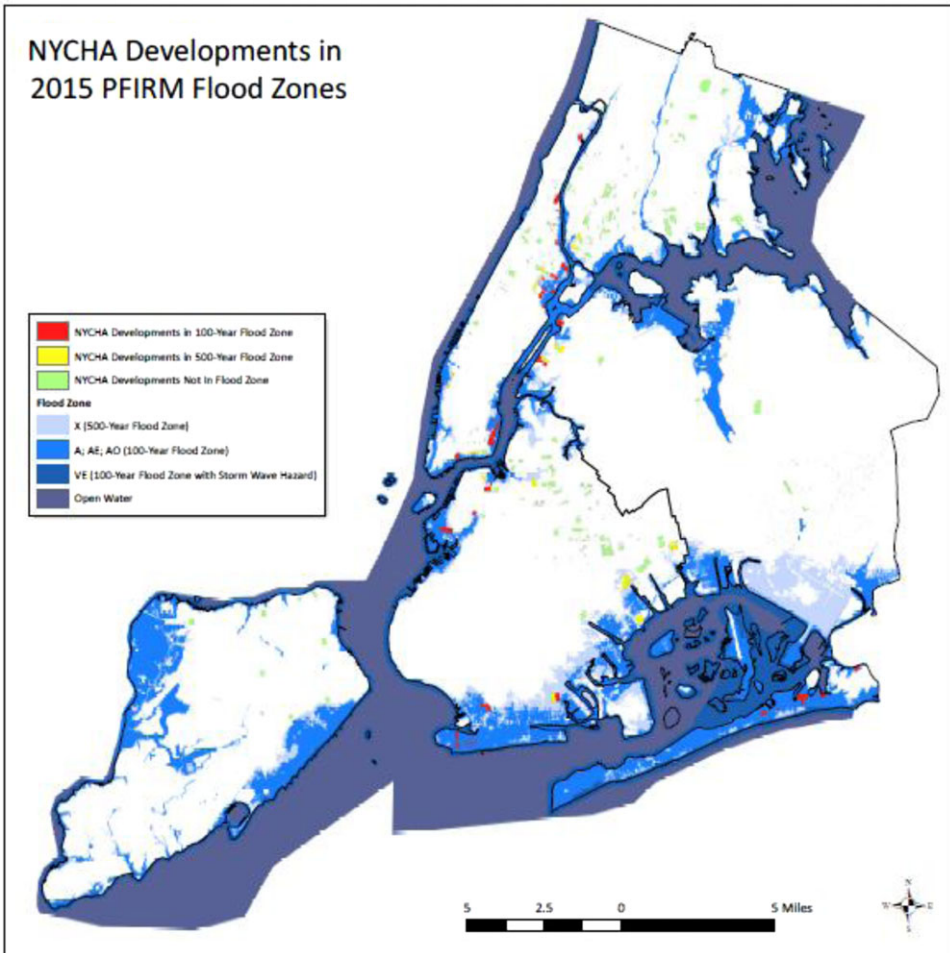 NYCHA Developments in
2015 PFIRM Flood Zones
NYCHA Developments in 100-Year Flood Zone
NYCHA Developments in 500-Year Flood Zone
NYCHA Developments Not In Flood Zone
Flood Zone
X (500-Year Flood Zone)
A; AE; AO (100-Year Flood Zone)
VE (100-Year Flood Zone with Storm Wave Hazard)
Open Water
5 2.5 0 5 Miles
N
W E
S